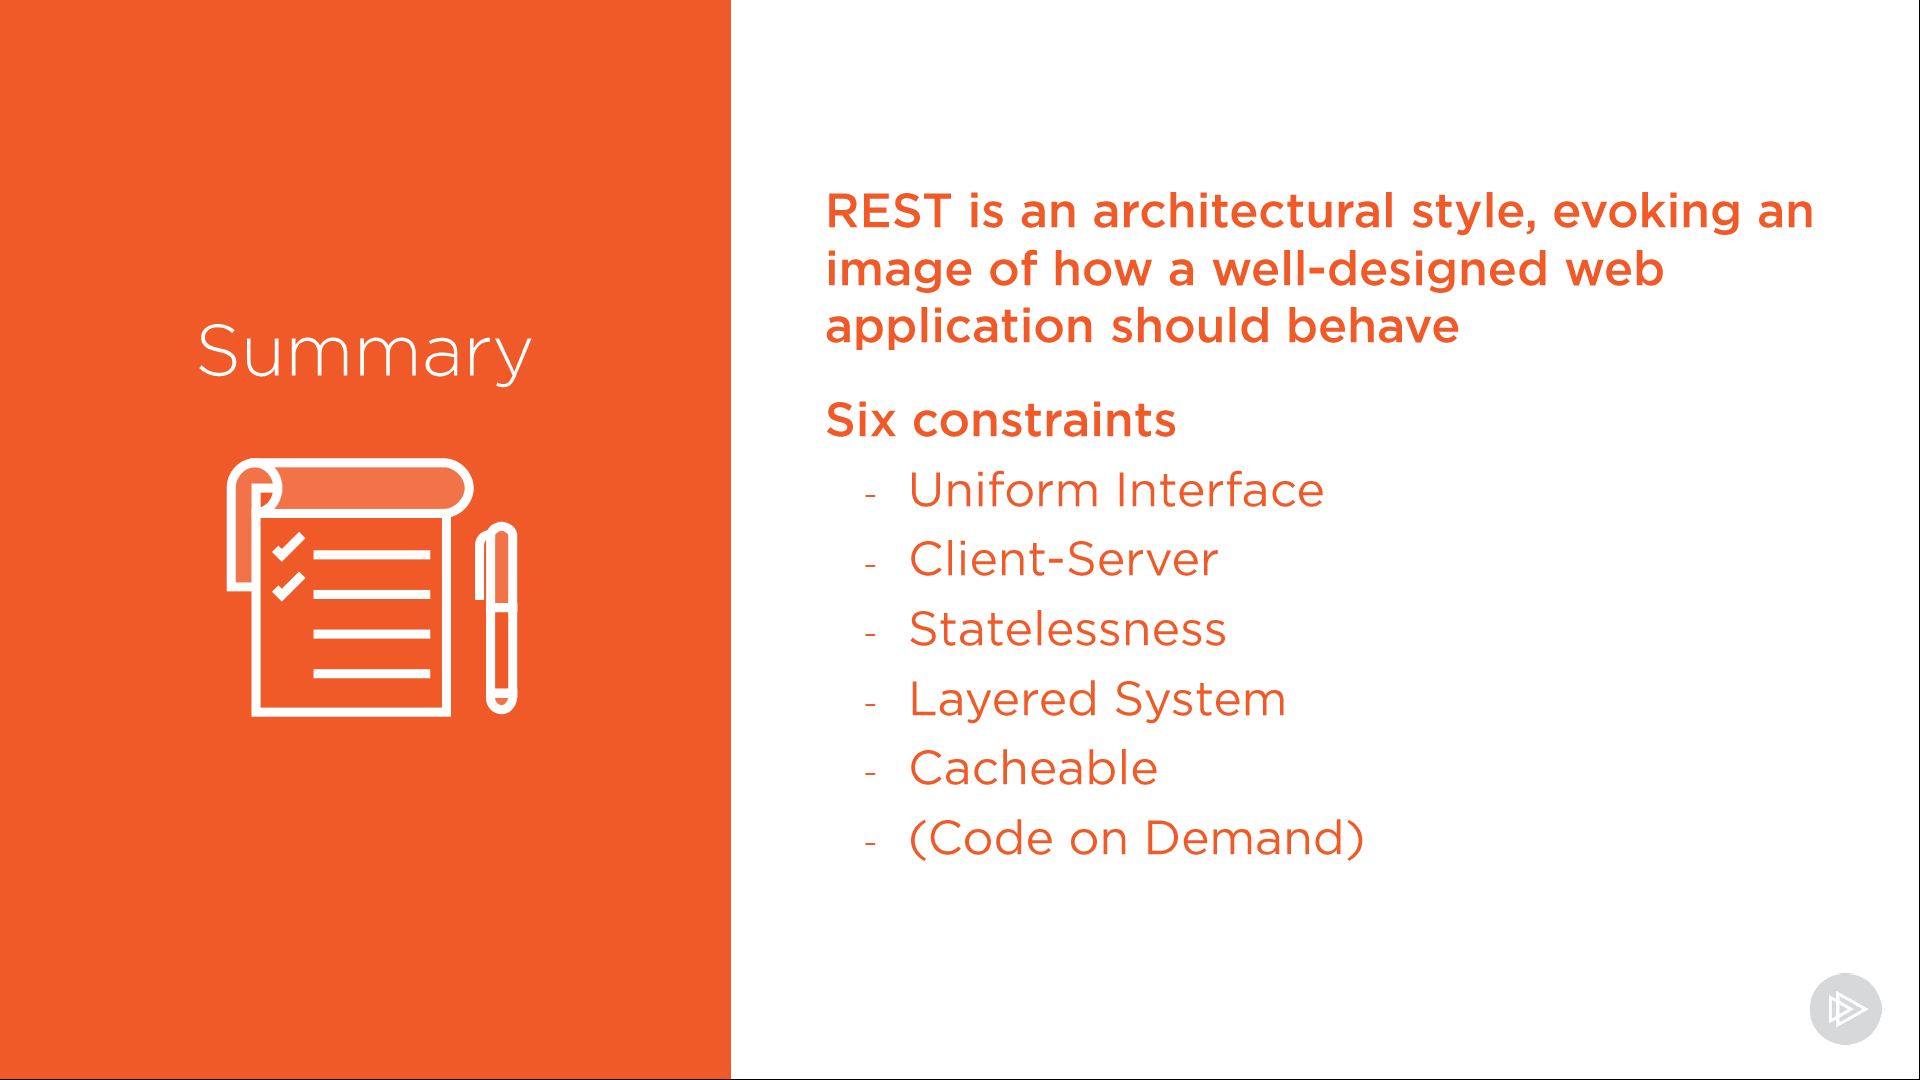 Summary
REST is an architectural style, evoking an
image of how a well-designed web
application should behave
Six constraints
- Uniform Interface
- Client-Server
- Statelessness
- Layered System
- Cacheable
- (Code on Demand)